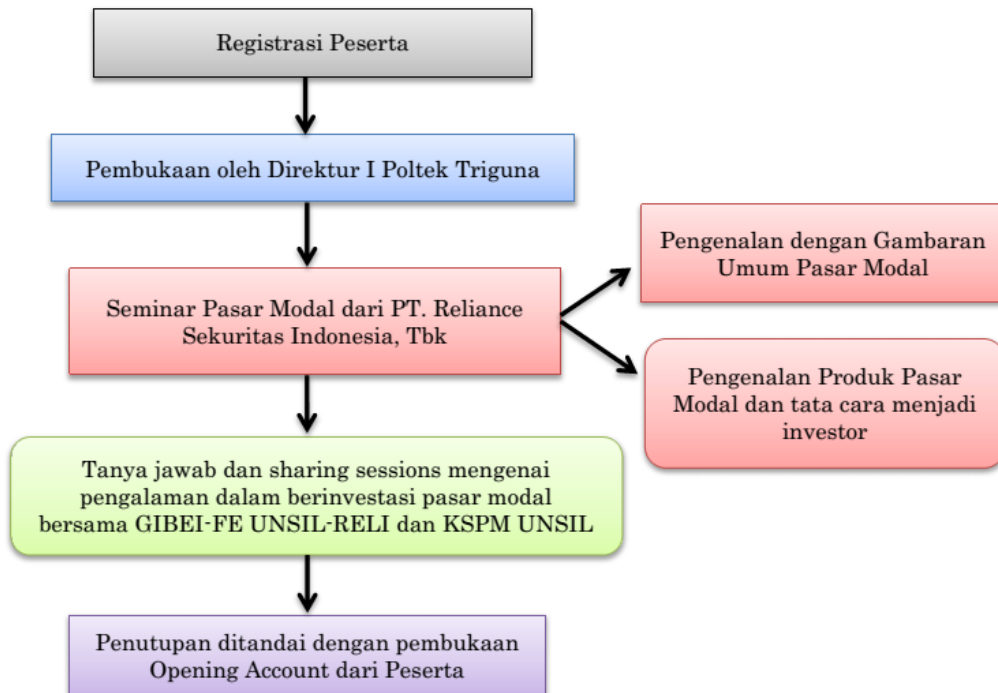 Registrasi Peserta
Pembukaan oleh Direktur I Poltek Triguna
Seminar Pasar Modal dari PT. Reliance
Sekuritas Indonesia, Tbk
Pengenalan dengan Gambaran
Umum Pasar Modal
Pengenalan Produk Pasar
Modal dan tata cara menjadi
investor
Tanya jawab dan sharing sessions mengenai
pengalaman dalam berinvestasi pasar modal
bersama GIBEI-FE UNSIL-RELI dan KSPM UNSIL
Penutupan ditandai dengan pembukaan
Opening Account dari Peserta